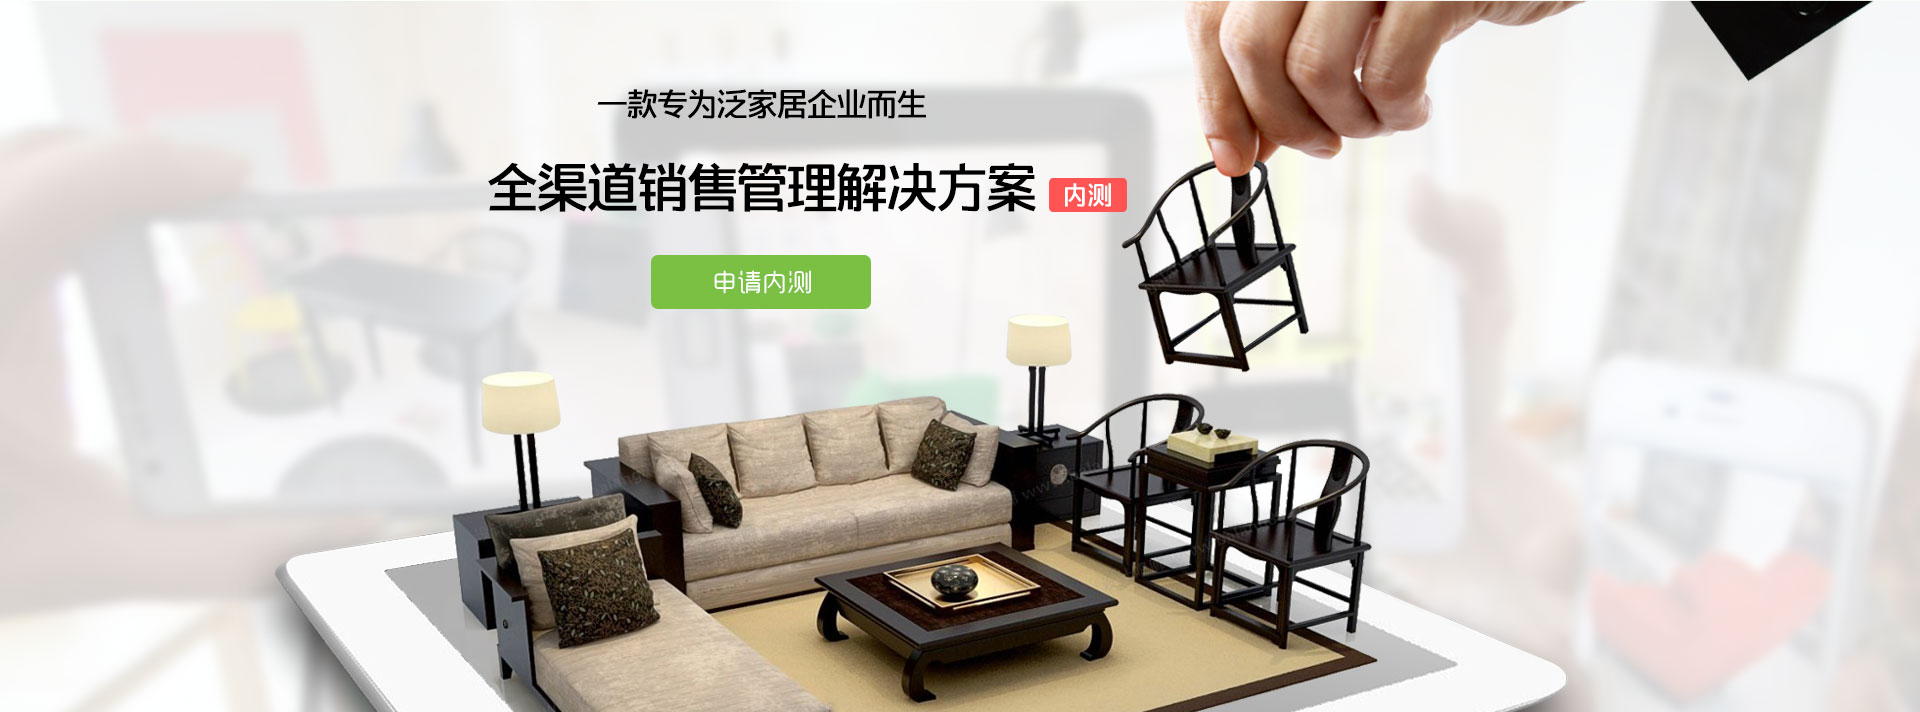 一款专为泛家居企业而生
全渠道销售管理解决方案 内测
申请内测